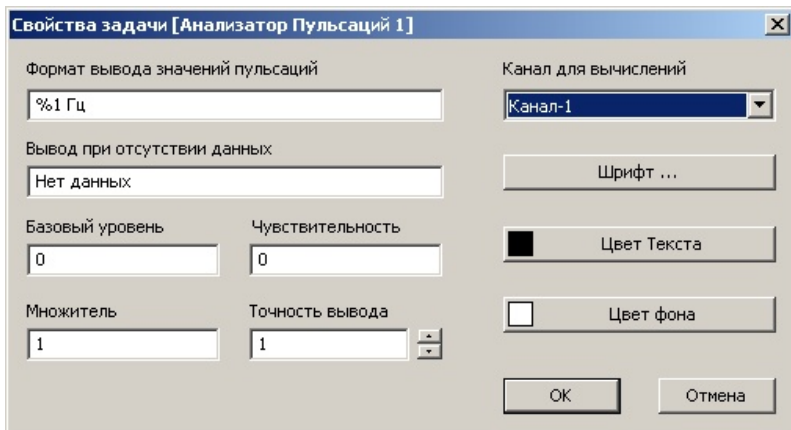 Свойства задачи [Анализатор Пульсаций 1]
Формат вывода значений пульсаций
%1 Гц
Вывод при отсутствии данных
Нет данных
Базовый уровень
Чувствительность
0
0
Множитель
Точность вывода
1
1
Канал для вычислений
Канал-1
Шрифт ...
Цвет Текста
Цвет фона
OK
Отмена